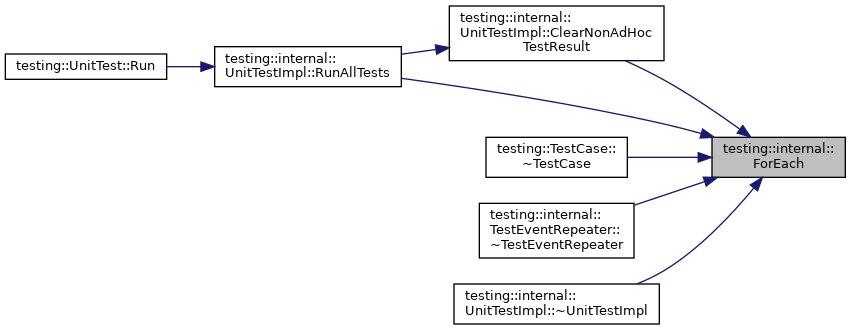 testing::internal::
UnitTestImpl::ClearNonAdHoc
TestResult
testing::UnitTest::Run
testing::internal::
UnitTestImpl::RunAllTests
testing::internal::
ForEach
testing::TestCase::
~TestCase
testing::internal::
TestEventRepeater::
~TestEventRepeater
testing::internal::
UnitTestImpl::~UnitTestImpl